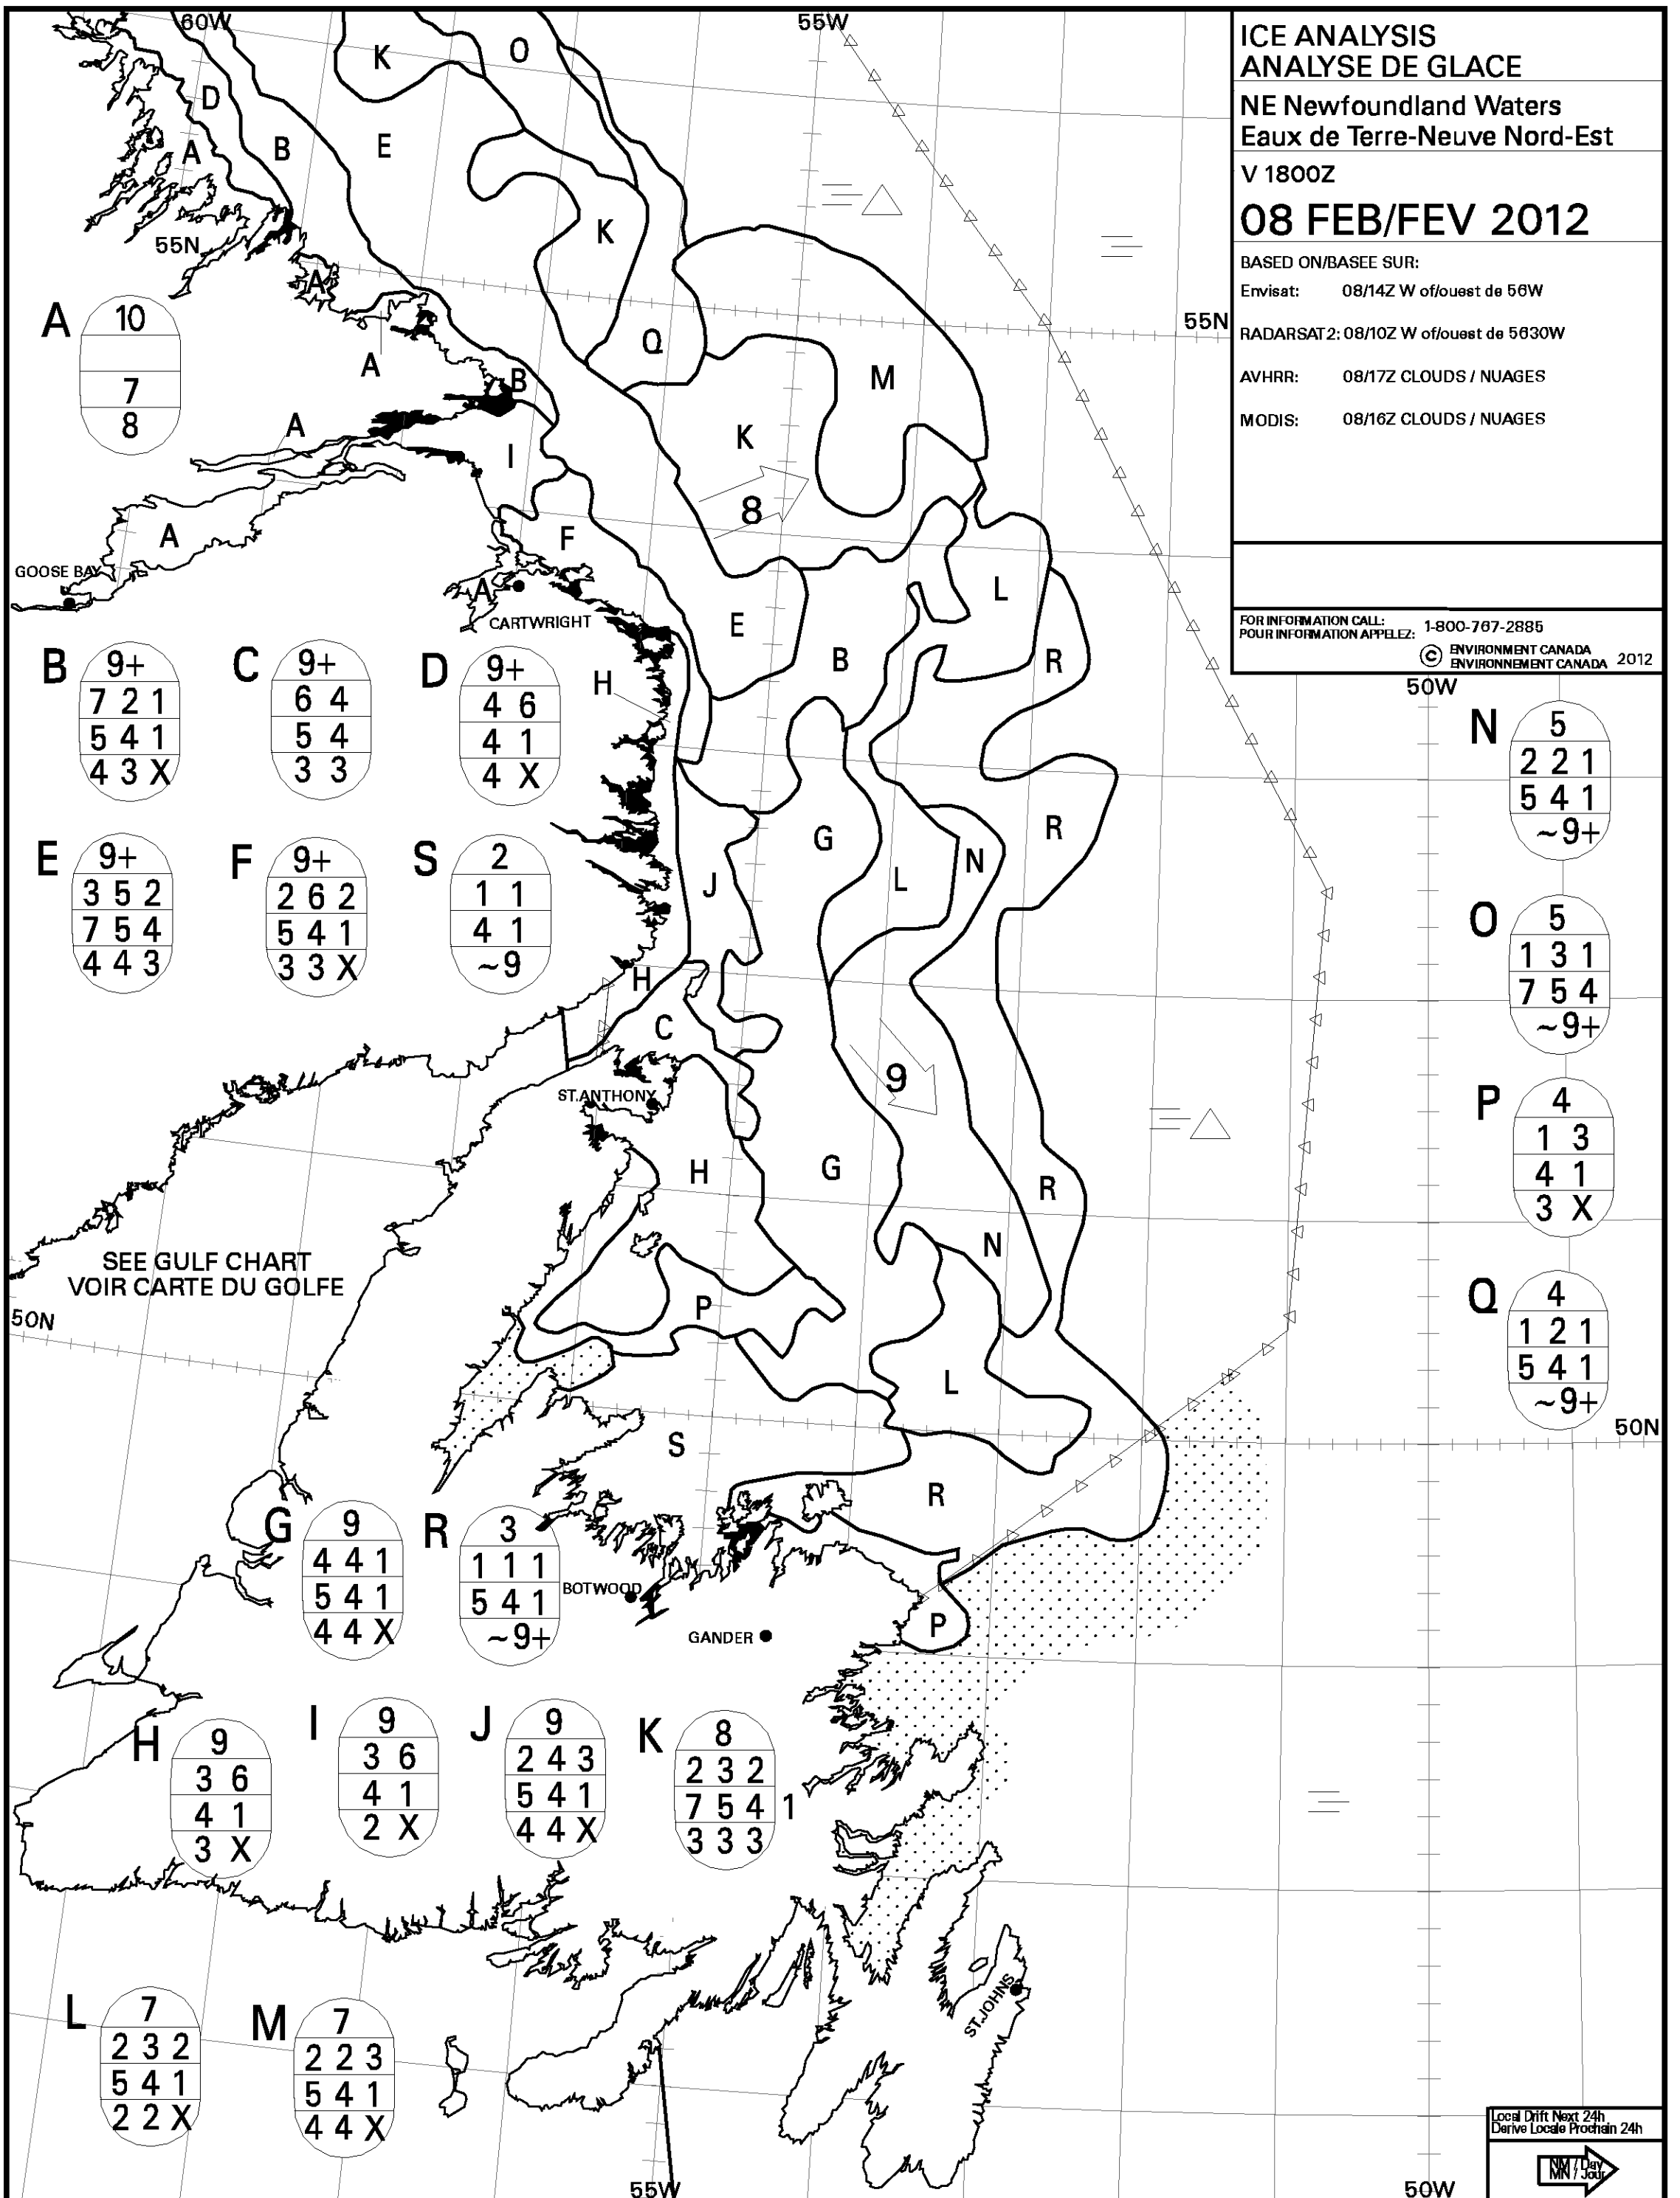 60W
55W
ICE ANALYSIS
ANALYSE DE GLACE
NE Newfoundland Waters
Eaux de Terre-Neuve Nord-Est
V 1800Z
08 FEB/FEV 2012
BASED ON/BASEE SUR:
Envisat: 08/14Z W of/ouest de 56W
RADARSAT2: 08/10Z W of/ouest de 5630W
AVHRR: 08/17Z CLOUDS / NUAGES
MODIS: 08/16Z CLOUDS / NUAGES
FOR INFORMATION CALL:
POUR INFORMATION APPELEZ: 1-800-767-2885
© ENVIRONMENT CANADA
ENVIRONNEMENT CANADA 2012
K
O
D
A
B
E
K
55N
A
Q
55N
M
A
B
A
K
I
8
A
F
GOOSE BAY
A
CARTWRIGHT
L
E
B
R
H
50W
G
R
J
L
N
H
C
9
ST.ANTHONY
H
G
R
N
SEE GULF CHART
VOIR CARTE DU GOLFE
P
50N
L
50N
S
R
BOTWOOD
GANDER
P
ST.JOHNS
A
10
7
8
B
9+
7 2 1
5 4 1
4 3 X
C
9+
6 4
5 4
3 3
D
9+
4 6
4 1
4 X
E
9+
3 5 2
7 5 4
4 4 3
F
9+
2 6 2
5 4 1
3 3 X
S
2
1 1
4 1
~9
N
5
2 2 1
5 4 1
~9+
O
5
1 3 1
7 5 4
~9+
P
4
1 3
4 1
3 X
Q
4
1 2 1
5 4 1
~9+
G
9
4 4 1
5 4 1
4 4 X
R
3
1 1 1
5 4 1
~9+
H
9
3 6
4 1
3 X
I
9
3 6
4 1
2 X
J
9
2 4 3
5 4 1
4 4 X
K
8
2 3 2
7 5 4 1
3 3 3
L
7
2 3 2
5 4 1
2 2 X
M
7
2 2 3
5 4 1
4 4 X
Local Drift Next 24h
Derive Locale Prochain 24h
NM / Day
MN / Jour
55W
50W